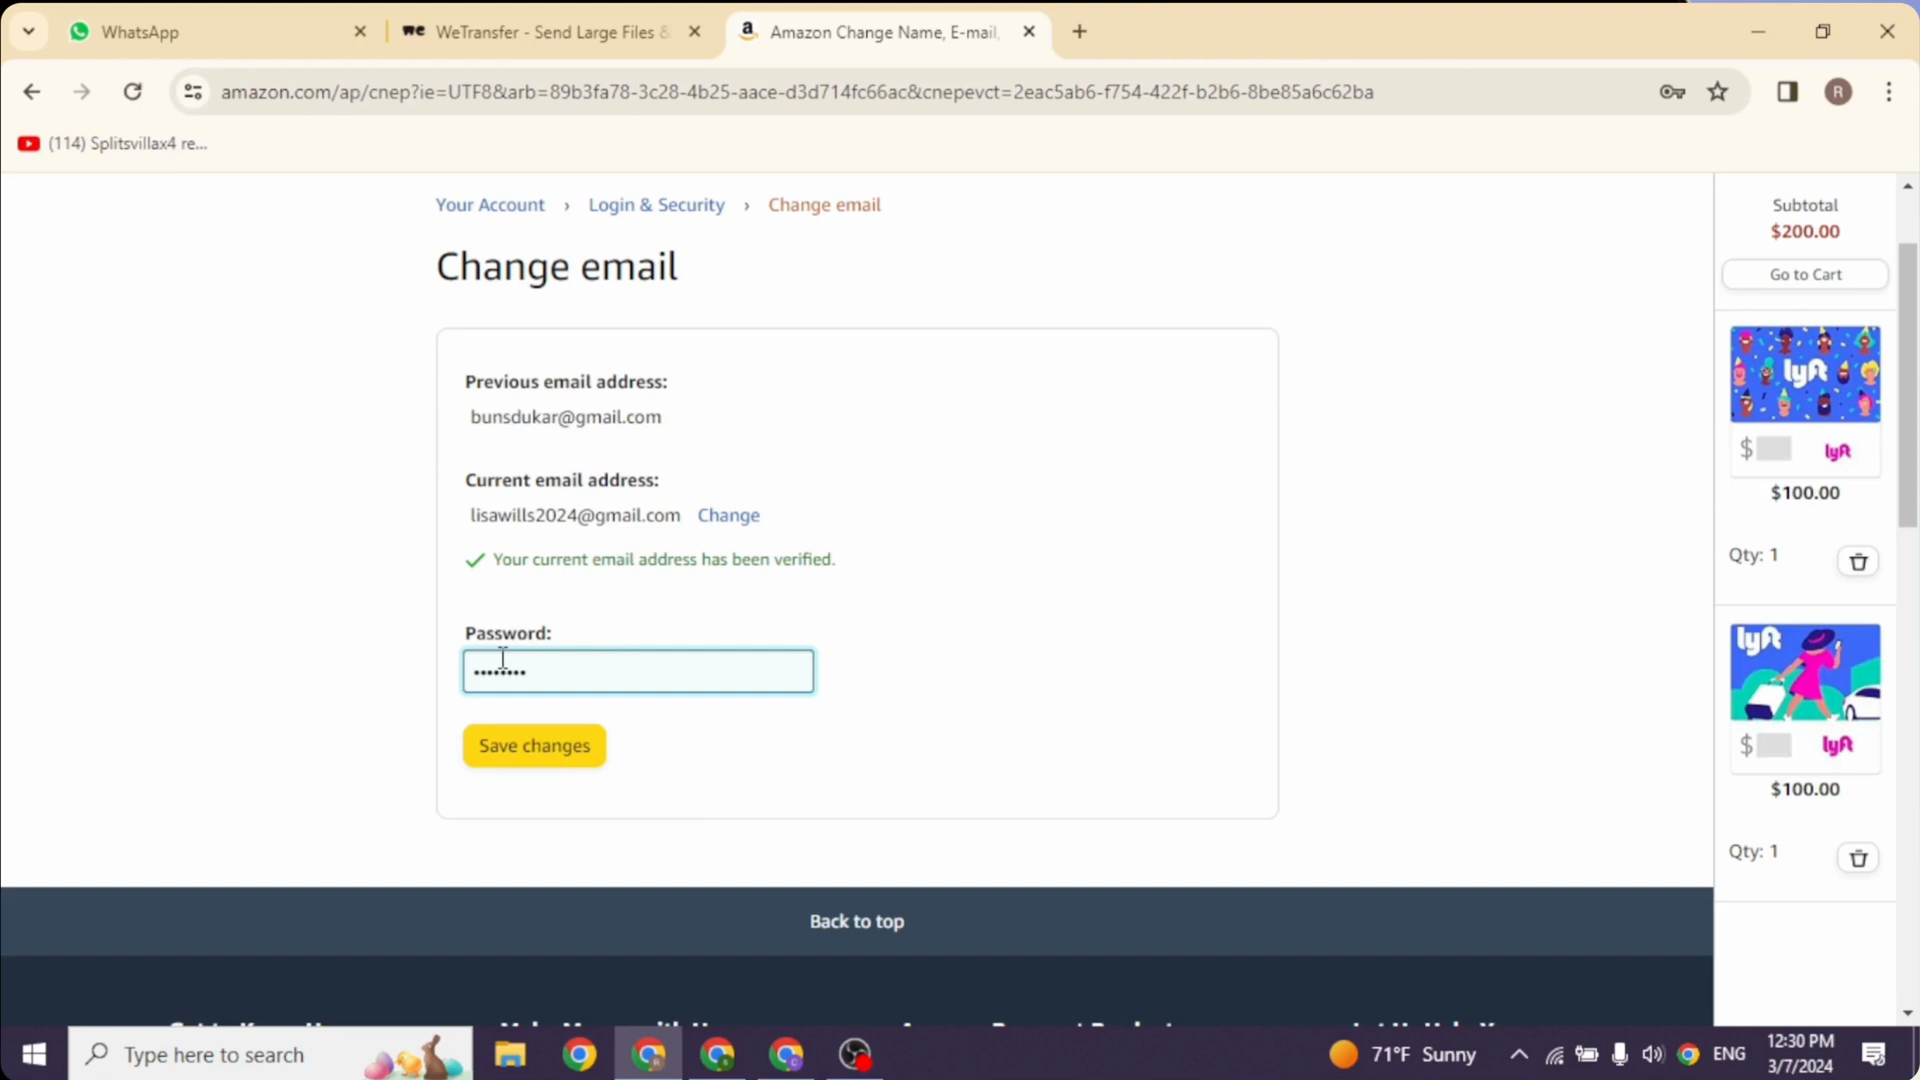 WhatsApp
we WeTransfer - Send Large Files &
Amazon Change Name, E-mail,
amazon.com/ap/cnep?ie=UTF8&arb=89b3fa78-3c28-4b25-aace-d3d714fc66ac&cnepevct=2eac5ab6-f754-422f-b2b6-8be85a6c62ba
R
(114) Splitsvillax4 re...
Your Account › Login & Security › Change email
Change email
Previous email address:
bunsdukar@gmail.com
Current email address:
lisawills2024@gmail.com Change
Your current email address has been verified.
Password:
••••••••
Save changes
Subtotal
$200.00
Go to Cart
lyft
$ lyft
$100.00
Qty: 1
lyft
$ lyft
$100.00
Qty: 1
Back to top
Type here to search
71°F Sunny
ENG
12:30 PM
3/7/2024